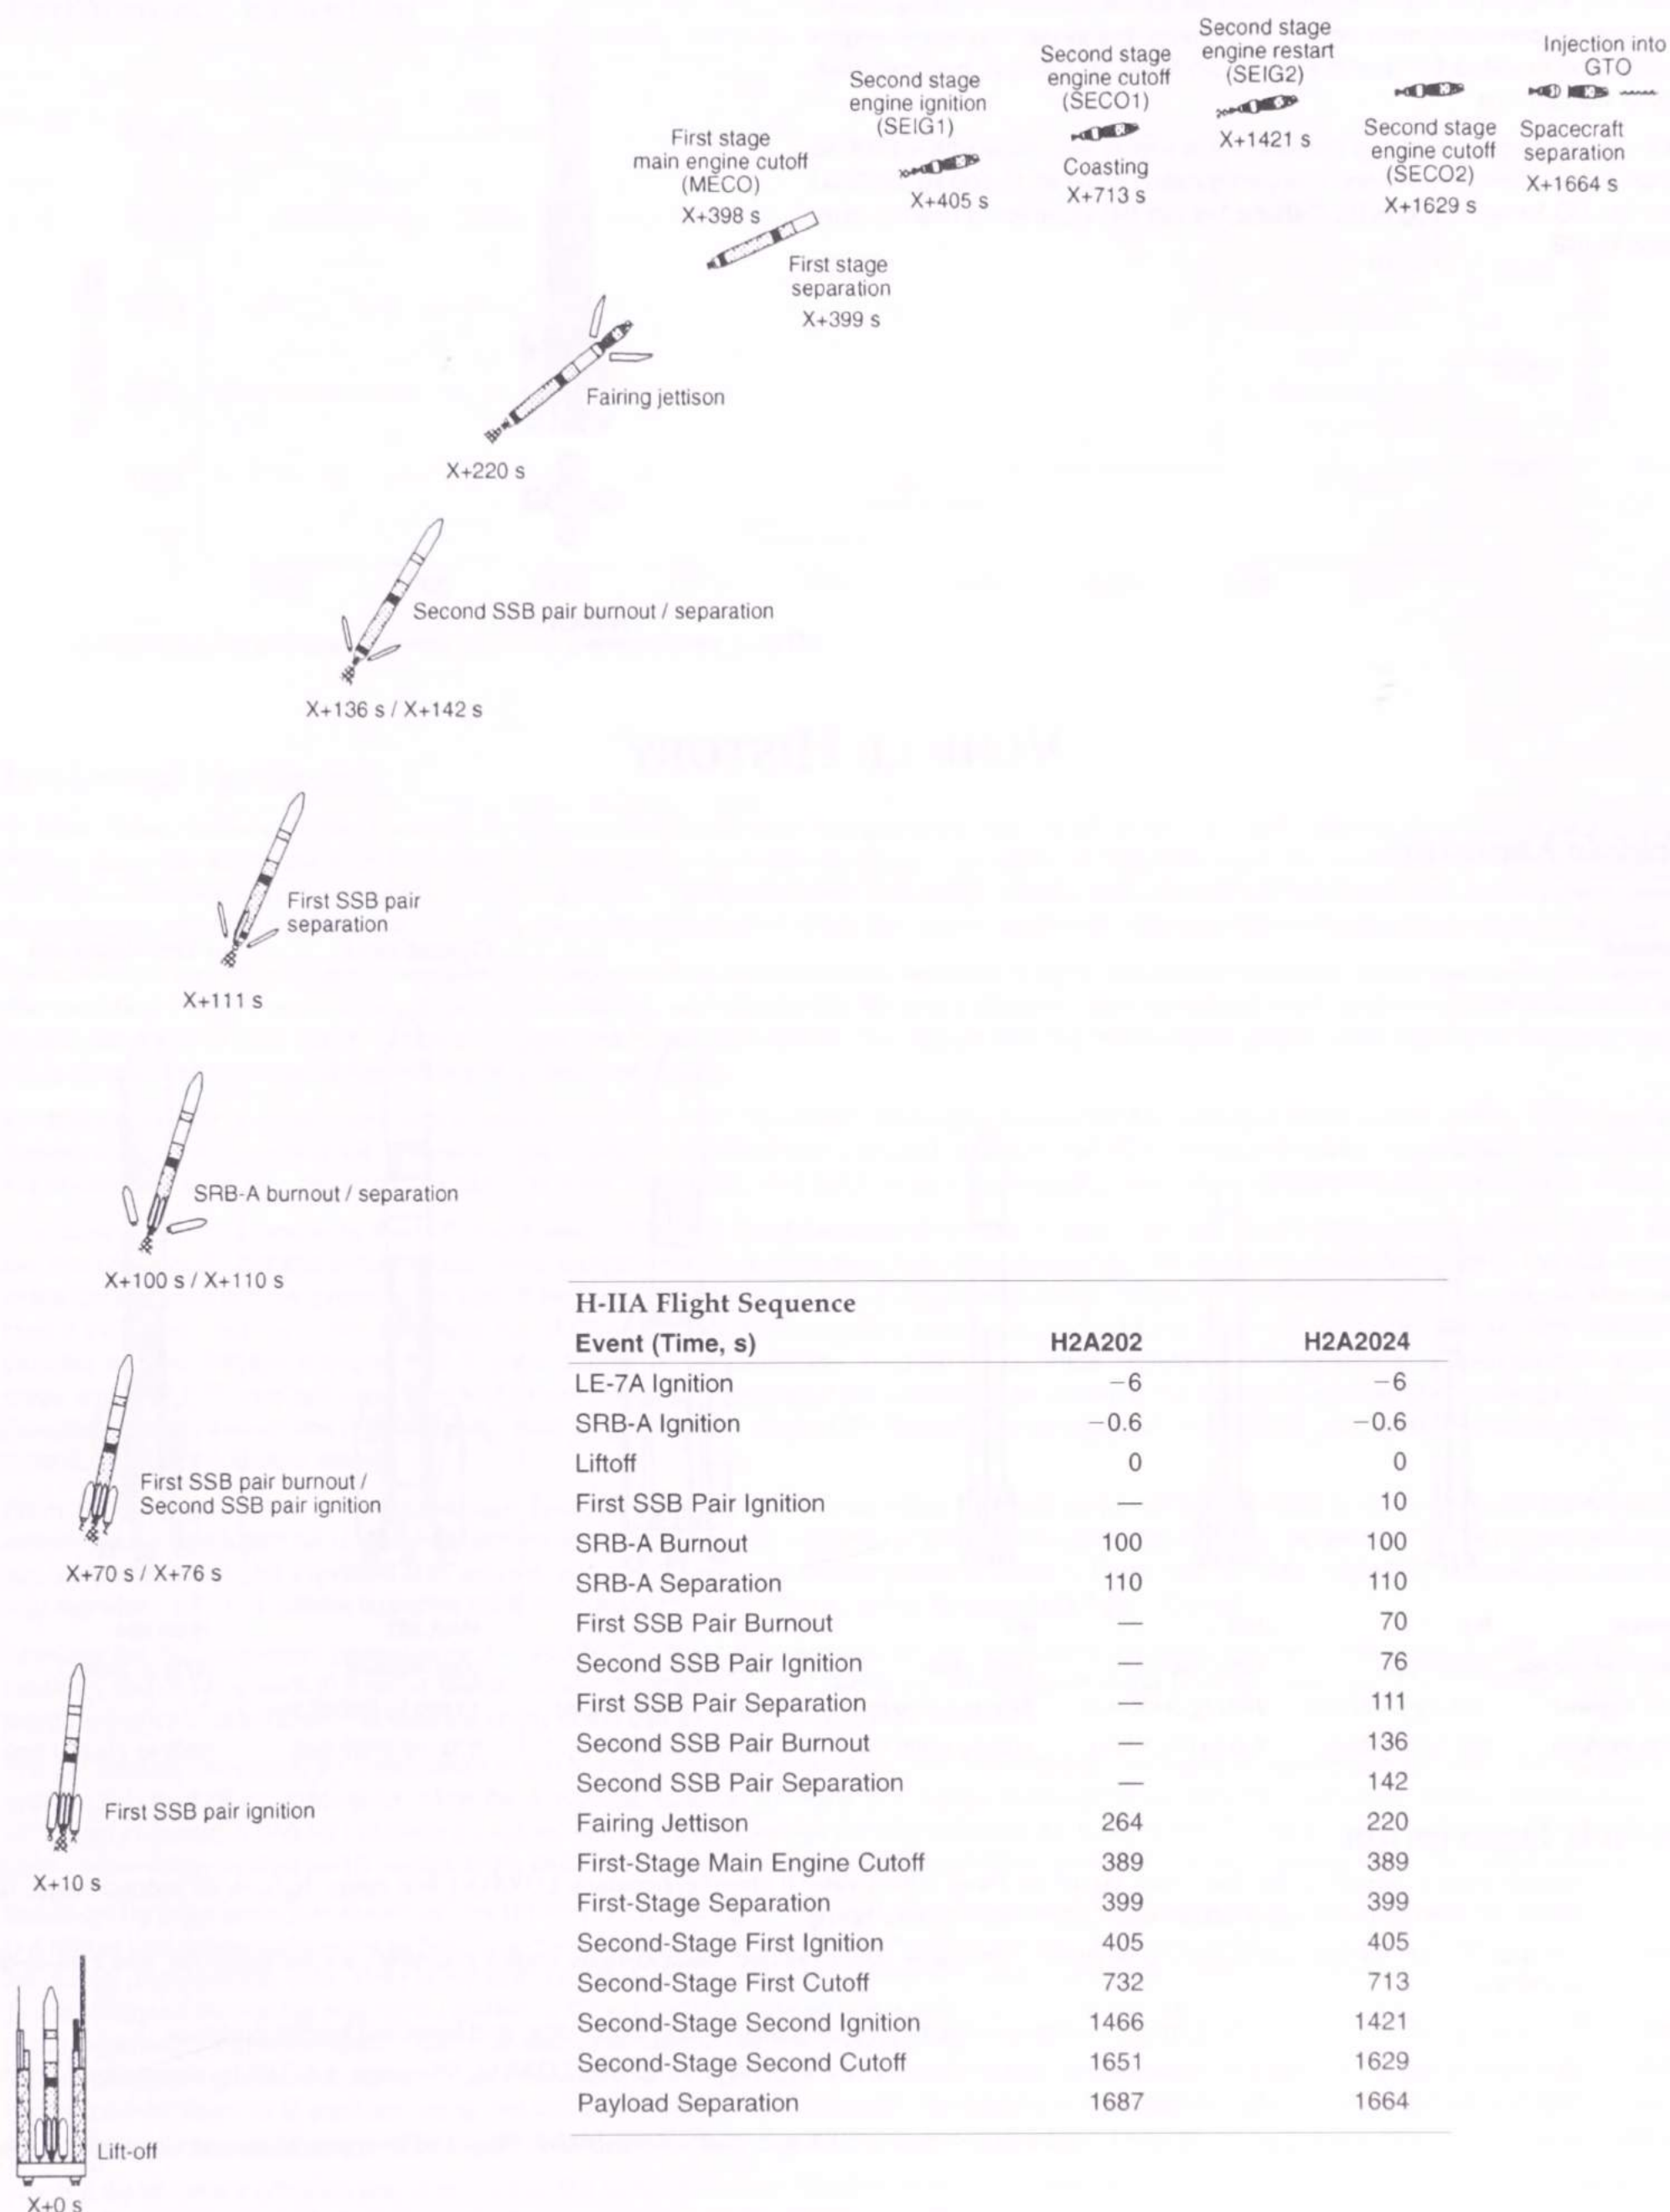 Second stage
engine restart
(SEIG2)
X+1421 s
Injection into
GTO
Spacecraft
separation
X+1664 s
Second stage
engine cutoff
(SECO1)
Coasting
X+713 s
Second stage
engine ignition
(SEIG1)
X+405 s
Second stage
engine cutoff
(SECO2)
X+1629 s
First stage
main engine cutoff
(MECO)
X+398 s
First stage
separation
X+399 s
Fairing jettison
X+220 s
Second SSB pair burnout / separation
X+136 s / X+142 s
First SSB pair
separation
X+111 s
SRB-A burnout / separation
X+100 s / X+110 s
First SSB pair burnout /
Second SSB pair ignition
X+70 s / X+76 s
First SSB pair ignition
X+10 s
Lift-off
X+0 s
H-IIA Flight Sequence
Event (Time, s) H2A202 H2A2024
LE-7A Ignition −6 −6
SRB-A Ignition −0.6 −0.6
Liftoff 0 0
First SSB Pair Ignition — 10
SRB-A Burnout 100 100
SRB-A Separation 110 110
First SSB Pair Burnout — 70
Second SSB Pair Ignition — 76
First SSB Pair Separation — 111
Second SSB Pair Burnout — 136
Second SSB Pair Separation — 142
Fairing Jettison 264 220
First-Stage Main Engine Cutoff 389 389
First-Stage Separation 399 399
Second-Stage First Ignition 405 405
Second-Stage First Cutoff 732 713
Second-Stage Second Ignition 1466 1421
Second-Stage Second Cutoff 1651 1629
Payload Separation 1687 1664